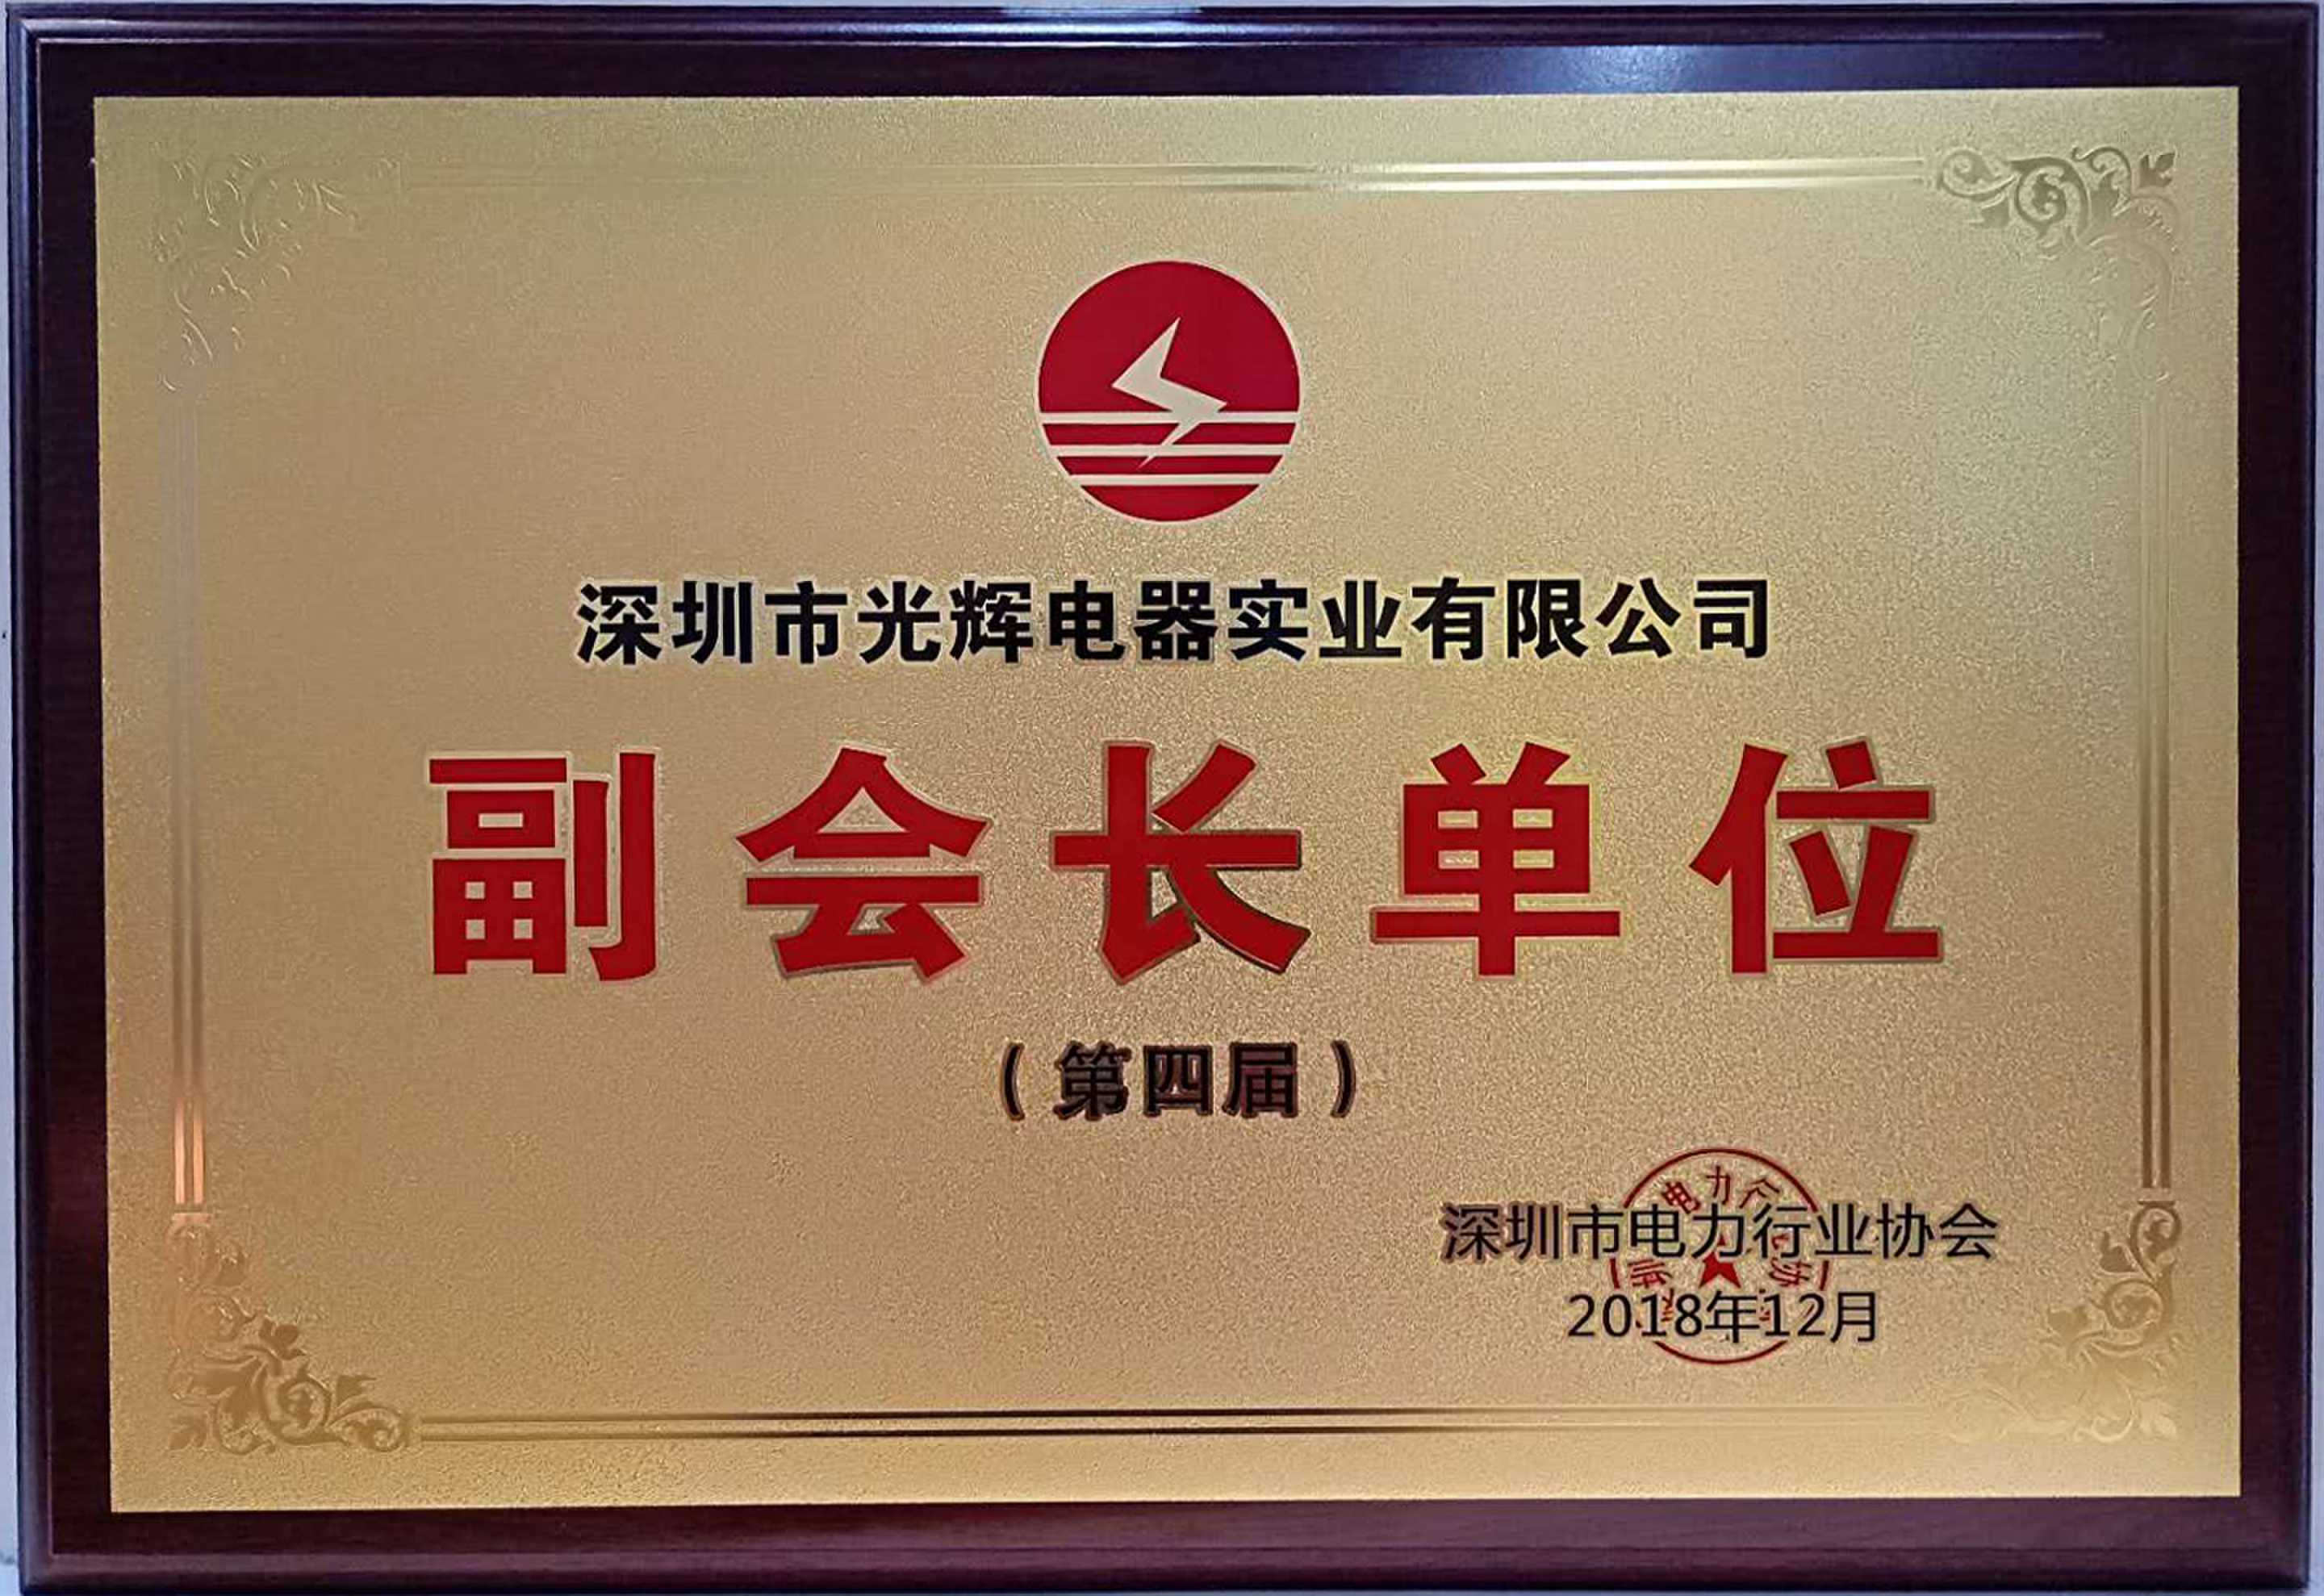 深圳市光辉电器实业有限公司
副会长单位
（第四届）
深圳市电力行业协会
2018年12月